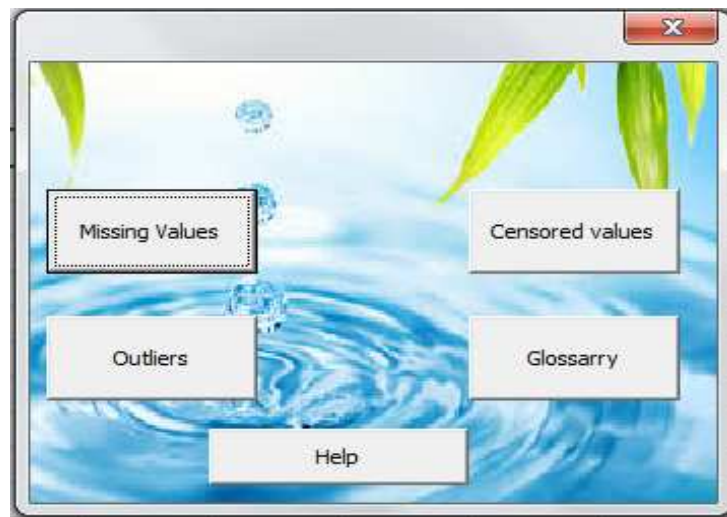 Missing Values
Censored values
Outliers
Glossarry
Help